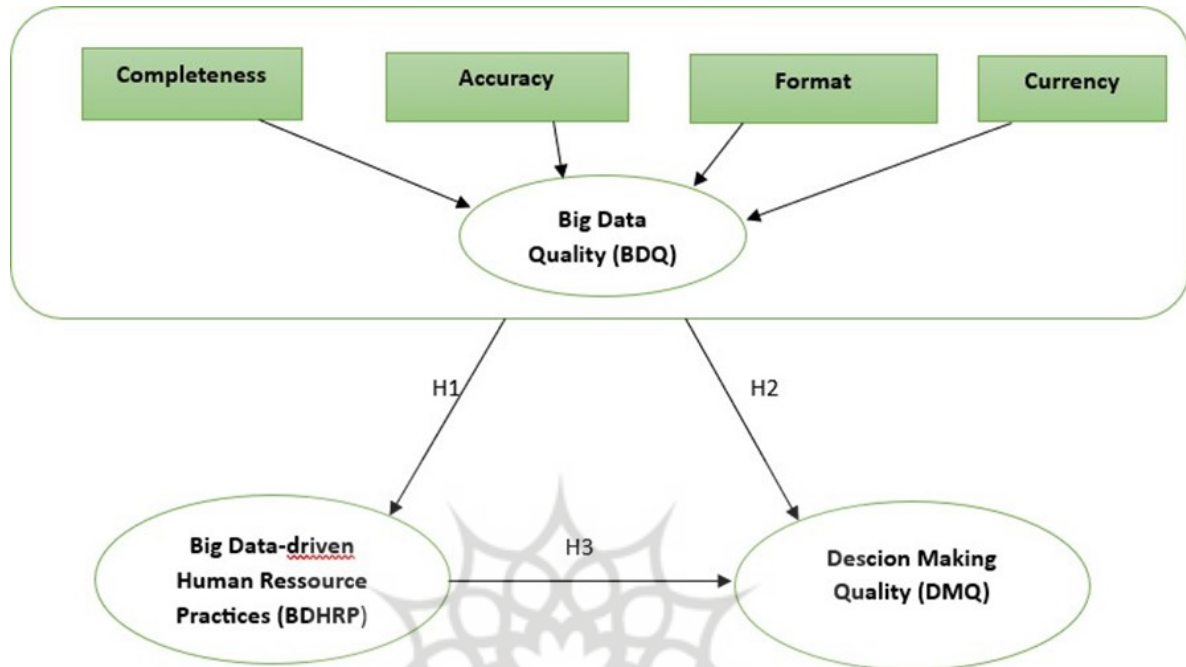 Completeness
Accuracy
Format
Currency
Big Data
Quality (BDQ)
H1
H2
Big Data-driven
Human Ressource
Practices (BDHRP)
H3
Descion Making
Quality (DMQ)